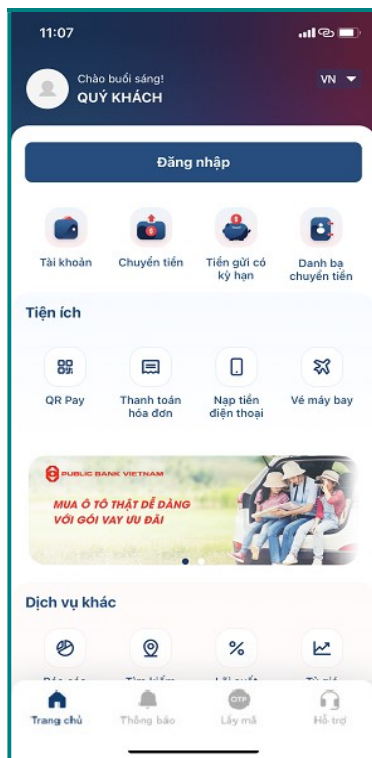 11:07
Chào buổi sáng!
QUÝ KHÁCH
VN
Đăng nhập
Tài khoản
Chuyển tiền
Tiền gửi có
kỳ hạn
Danh bạ
chuyển tiền
Tiện ích
QR Pay
Thanh toán
hóa đơn
Nạp tiền
điện thoại
Vé máy bay
PUBLIC BANK VIETNAM
MUA Ô TÔ THẬT DỄ DÀNG
VỚI GÓI VAY ƯU ĐÃI
Dịch vụ khác
Trang chủ
Thông báo
OTP
Lấy mã
Hỗ trợ